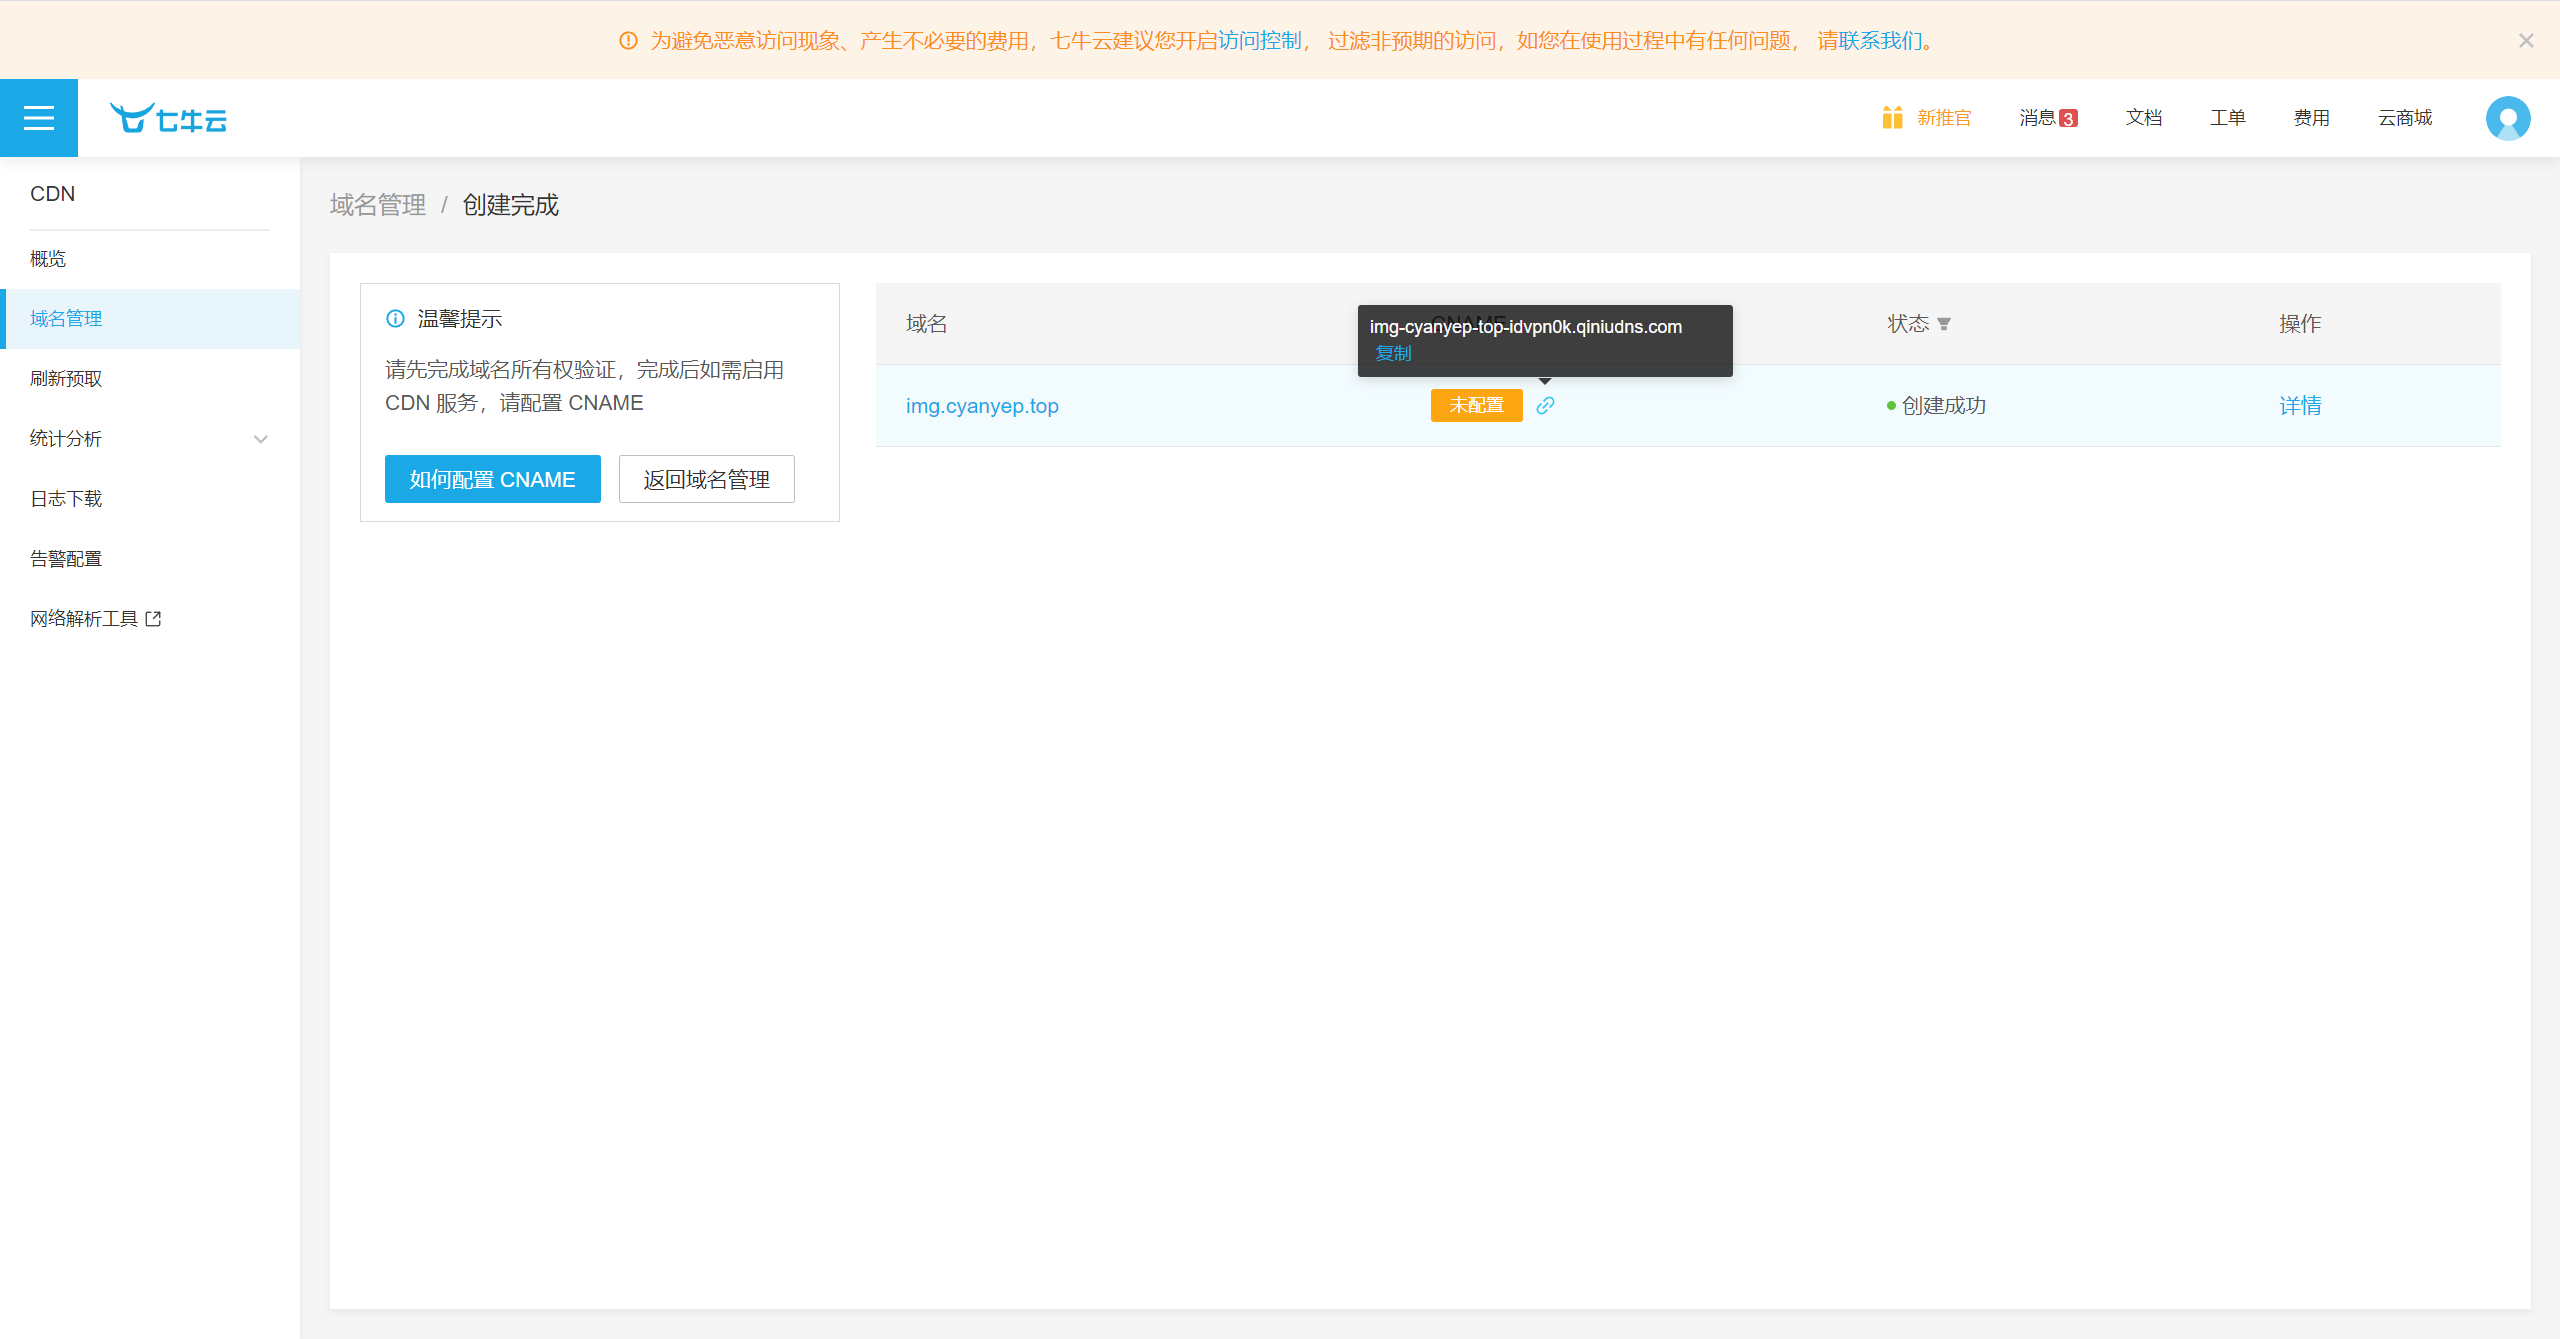 为避免恶意访问现象、产生不必要的费用，七牛云建议您开启访问控制， 过滤非预期的访问，如您在使用过程中有任何问题， 请联系我们。
七牛云
新推官
消息 3
文档
工单
费用
云商城
CDN
概览
域名管理
刷新预取
统计分析
日志下载
告警配置
网络解析工具
域名管理 / 创建完成
温馨提示
请先完成域名所有权验证，完成后如需启用
CDN 服务，请配置 CNAME
如何配置 CNAME
返回域名管理
域名
CNAME
状态
操作
img-cyanyep-top-idvpn0k.qiniudns.com
复制
img.cyanyep.top
未配置
创建成功
详情